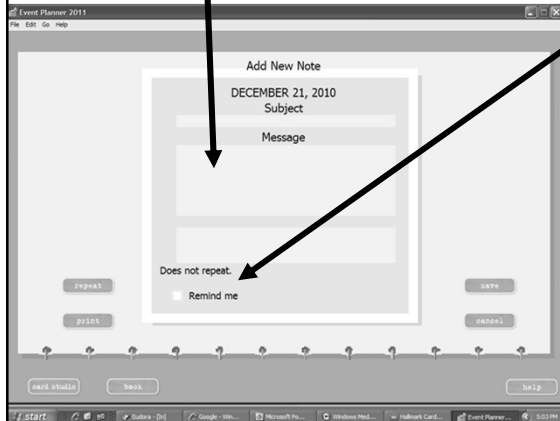 Event Planner 2011
File Edit Go Help
Add New Note
DECEMBER 21, 2010
Subject
Message
Does not repeat.
Remind me
repeat
save
print
cancel
card studio
back
help
start
Eudora - [In]
Google - Win...
Microsoft Po...
Windows Med...
Hallmark Card...
Event Planner...
5:03 PM